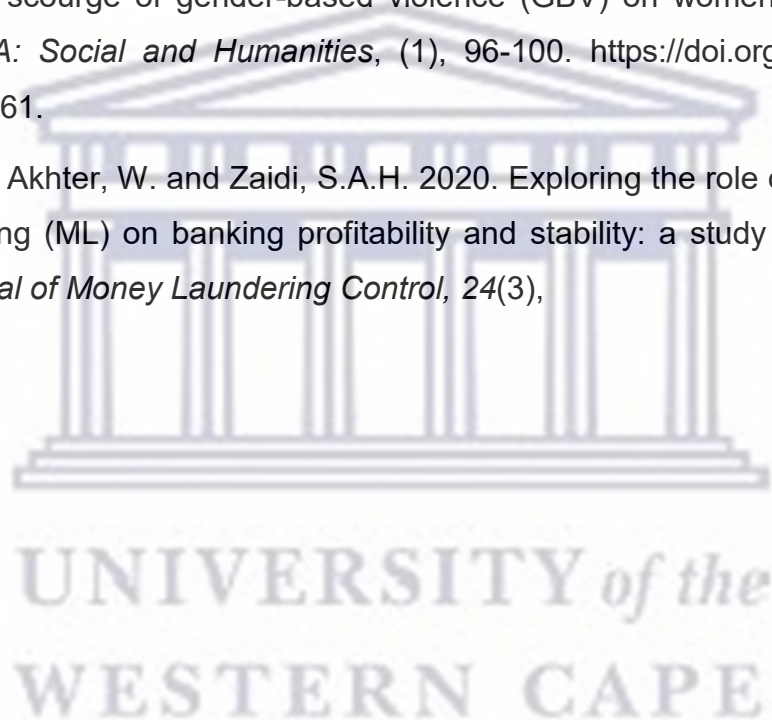 scourge of gender-based violence (GBV) on women
A: Social and Humanities, (1), 96-100. https://doi.org
61.
Akhter, W. and Zaidi, S.A.H. 2020. Exploring the role
ng (ML) on banking profitability and stability: a study
al of Money Laundering Control, 24(3),
UNIVERSITY of the
WESTERN CAPE